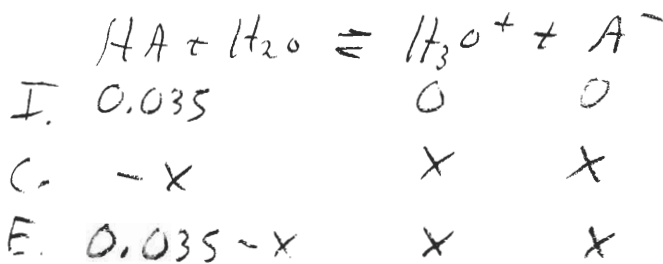 HA + H₂O ⇌ H₃O⁺ + A⁻
I. 0.035 0 0
C. -x x x
E. 0.035-x x x